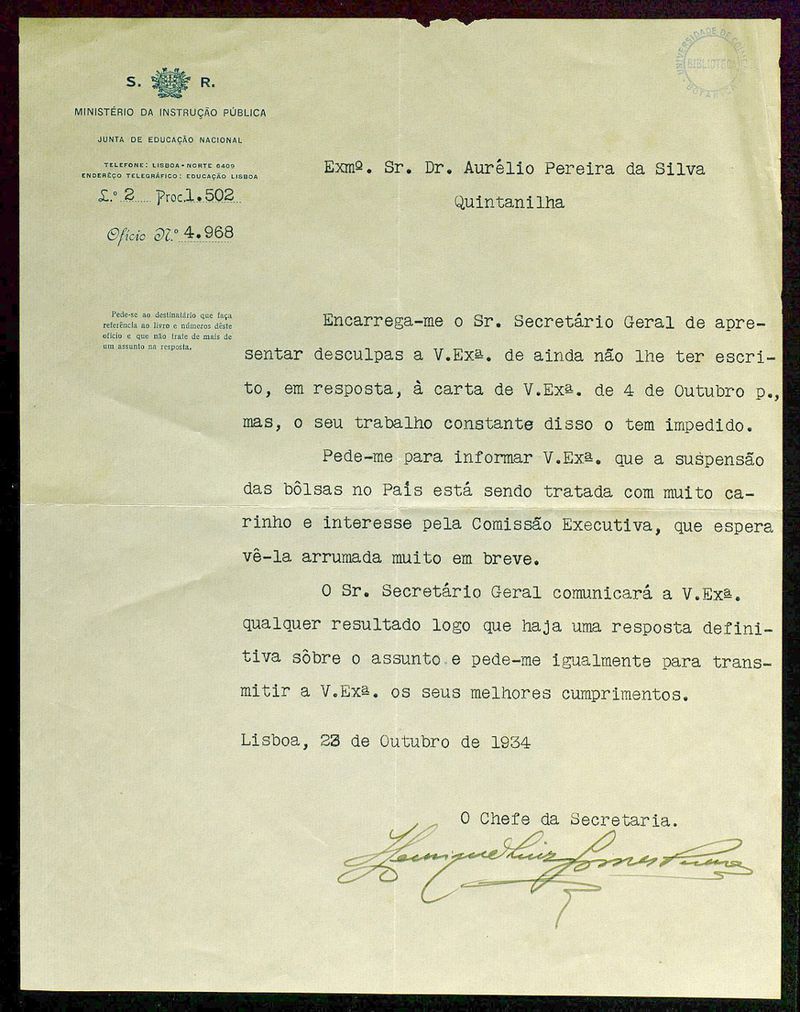 S. R.
MINISTÉRIO DA INSTRUÇÃO PÚBLICA
JUNTA DE EDUCAÇÃO NACIONAL
TELEFONE: LISBOA-NORTE 6409
ENDERÊÇO TELEGRÁFICO: EDUCAÇÃO LISBOA
L.º 2 Proc. 1.502
Ofício N.º 4.968
Pede-se ao destinatário que faça
referência ao livro e números dêste
ofício e que não trate de mais de
um assunto na resposta.
UNIVERSIDADE DE
BIBLIOTECA
Exmº. Sr. Dr. Aurélio Pereira da Silva
Quintanilha
Encarrega-me o Sr. Secretário Geral de apre-
sentar desculpas a V.Exª. de ainda não lhe ter escri-
to, em resposta, à carta de V.Exª. de 4 de Outubro p.,
mas, o seu trabalho constante disso o tem impedido.
Pede-me para informar V.Exª. que a suspensão
das bôlsas no País está sendo tratada com muito ca-
rinho e interesse pela Comissão Executiva, que espera
vê-la arrumada muito em breve.
O Sr. Secretário Geral comunicará a V.Exª.
qualquer resultado logo que haja uma resposta defini-
tiva sôbre o assunto e pede-me igualmente para trans-
mitir a V.Exª. os seus melhores cumprimentos.
Lisboa, 23 de Outubro de 1934
O Chefe da Secretaria.
Henrique Luiz Gomes